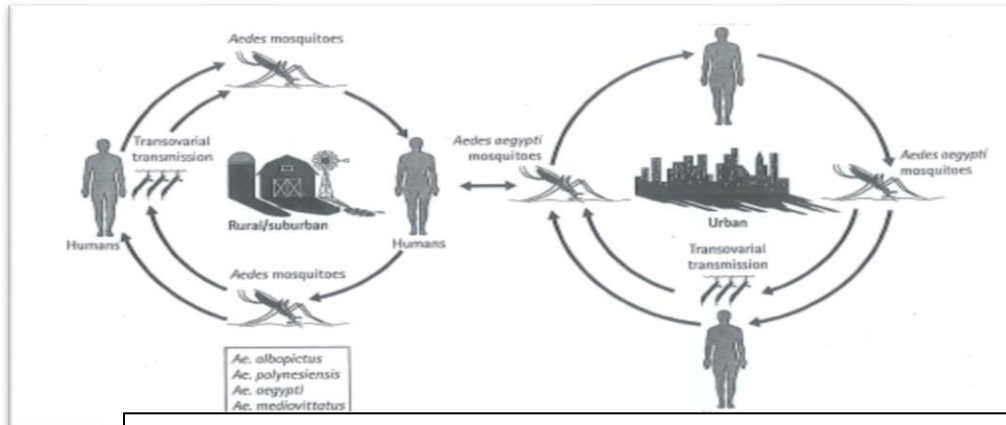 Aedes mosquitoes
Transovarial
transmission
Humans
Rural/suburban
Humans
Aedes mosquitoes
Ae. albopictus
Ae. polynesiensis
Ae. aegypti
Ae. mediovittatus
Aedes aegypti
mosquitoes
Urban
Aedes aegypti
mosquitoes
Transovarial
transmission